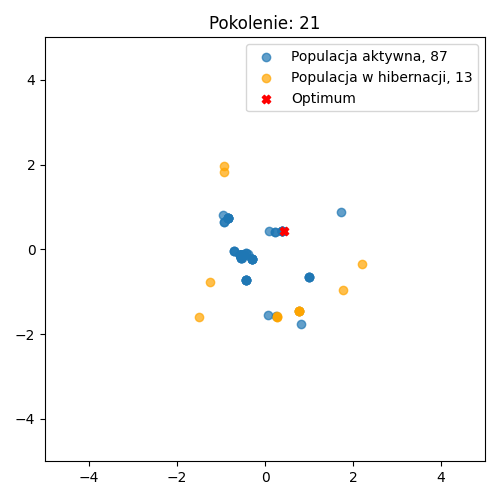 Pokolenie: 21
Populacja aktywna, 87
Populacja w hibernacji, 13
Optimum
4
2
0
−2
−4
−4
−2
0
2
4